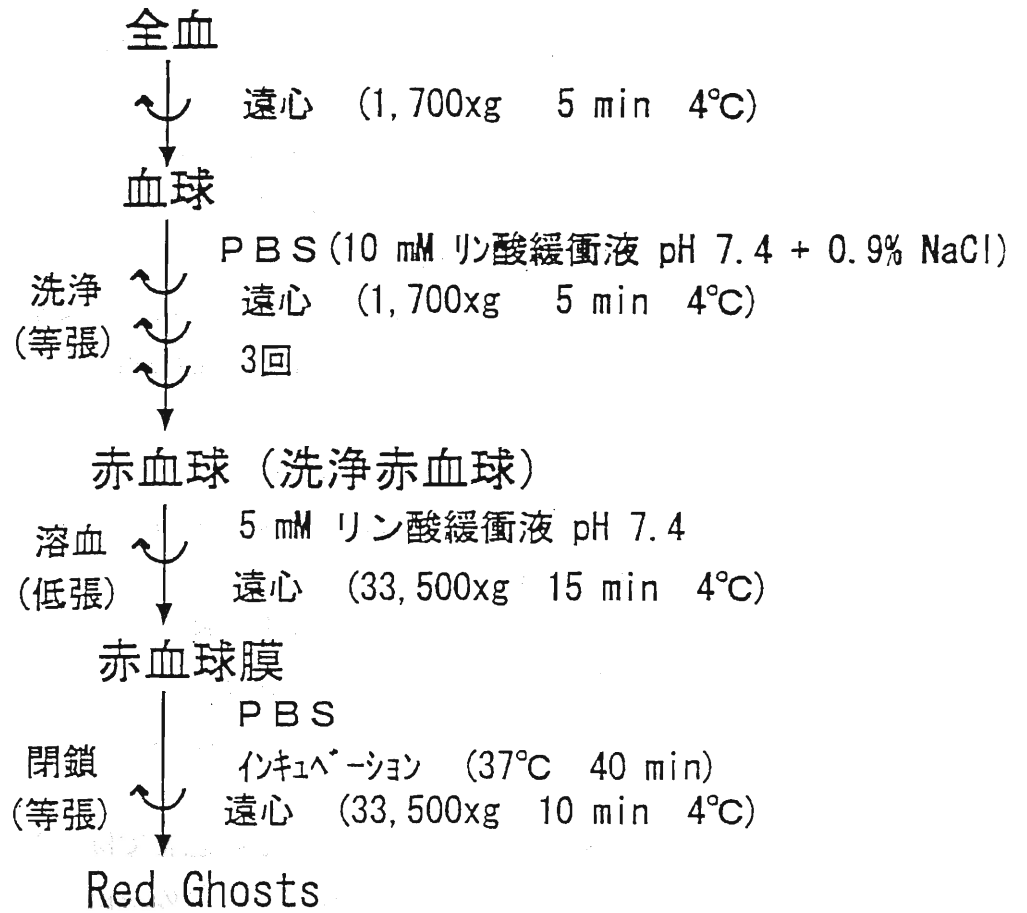 全血
遠心 (1,700xg 5 min 4℃)
血球
PBS(10 mM リン酸緩衝液 pH 7.4 + 0.9% NaCl)
洗浄
遠心 (1,700xg 5 min 4℃)
(等張)
3回
赤血球 (洗浄赤血球)
5 mM リン酸緩衝液 pH 7.4
溶血
(低張)
遠心 (33,500xg 15 min 4℃)
赤血球膜
PBS
閉鎖
インキュベーション (37℃ 40 min)
(等張)
遠心 (33,500xg 10 min 4℃)
Red Ghosts